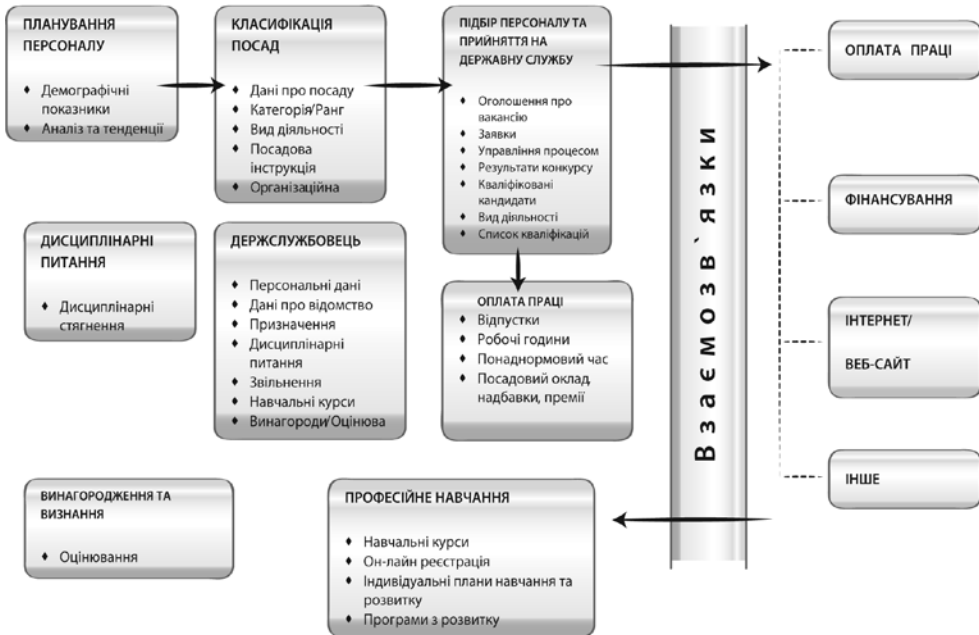 ПЛАНУВАННЯ
ПЕРСОНАЛУ
♦ Демографічні
показники
♦ Аналіз та тенденції
КЛАСИФІКАЦІЯ
ПОСАД
♦ Дані про посаду
♦ Категорія/Ранг
♦ Вид діяльності
♦ Посадова
інструкція
♦ Організаційна
ПІДБІР ПЕРСОНАЛУ ТА
ПРИЙНЯТТЯ НА
ДЕРЖАВНУ СЛУЖБУ
♦ Оголошення про
вакансію
♦ Заявки
♦ Управління процесом
♦ Результати конкурсу
♦ Кваліфіковані
кандидати
♦ Вид діяльності
♦ Список кваліфікацій
ДИСЦИПЛІНАРНІ
ПИТАННЯ
♦ Дисциплінарні
стягнення
ДЕРЖСЛУЖБОВЕЦЬ
♦ Персональні дані
♦ Дані про відомство
♦ Призначення
♦ Дисциплінарні
питання
♦ Звільнення
♦ Навчальні курси
♦ Винагороди/Оцінюва
ОПЛАТА ПРАЦІ
♦ Відпустки
♦ Робочі години
♦ Понаднормовий час
♦ Посадовий оклад,
надбавки, премії
ВИНАГОРОДЖЕННЯ ТА
ВИЗНАННЯ
♦ Оцінювання
ПРОФЕСІЙНЕ НАВЧАННЯ
♦ Навчальні курси
♦ Он-лайн реєстрація
♦ Індивідуальні плани навчання та
розвитку
♦ Програми з розвитку
Взаємозв`язки
ОПЛАТА ПРАЦІ
ФІНАНСУВАННЯ
ІНТЕРНЕТ/
ВЕБ-САЙТ
ІНШЕ